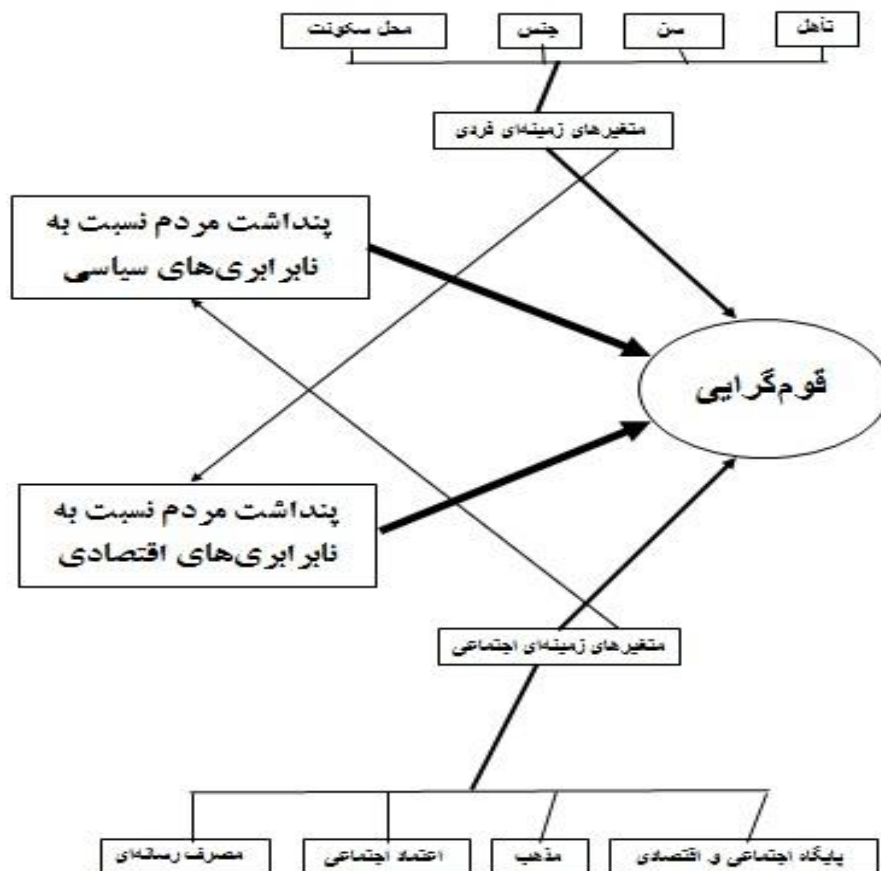 تأهل
سن
جنس
محل سکونت
متغیرهای زمینه‌ای فردی
پنداشت مردم نسبت به
نابرابری‌های سیاسی
قوم‌گرایی
پنداشت مردم نسبت به
نابرابری‌های اقتصادی
متغیرهای زمینه‌ای اجتماعی
پایگاه اجتماعی و اقتصادی
مذهب
اعتماد اجتماعی
مصرف رسانه‌ای